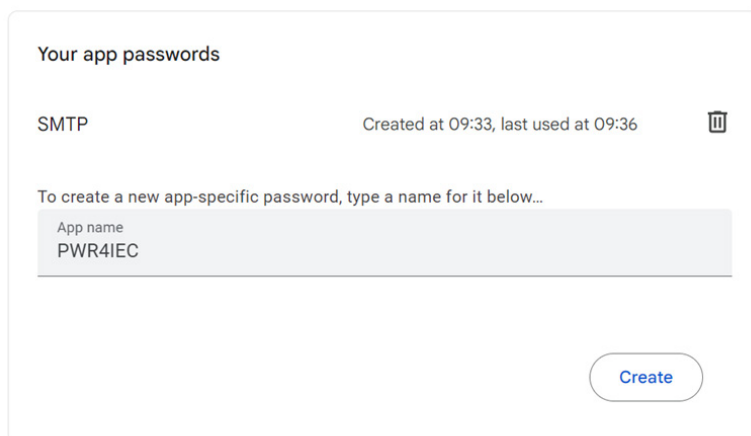 Your app passwords
SMTP Created at 09:33, last used at 09:36
To create a new app-specific password, type a name for it below...
App name
PWR4IEC
Create